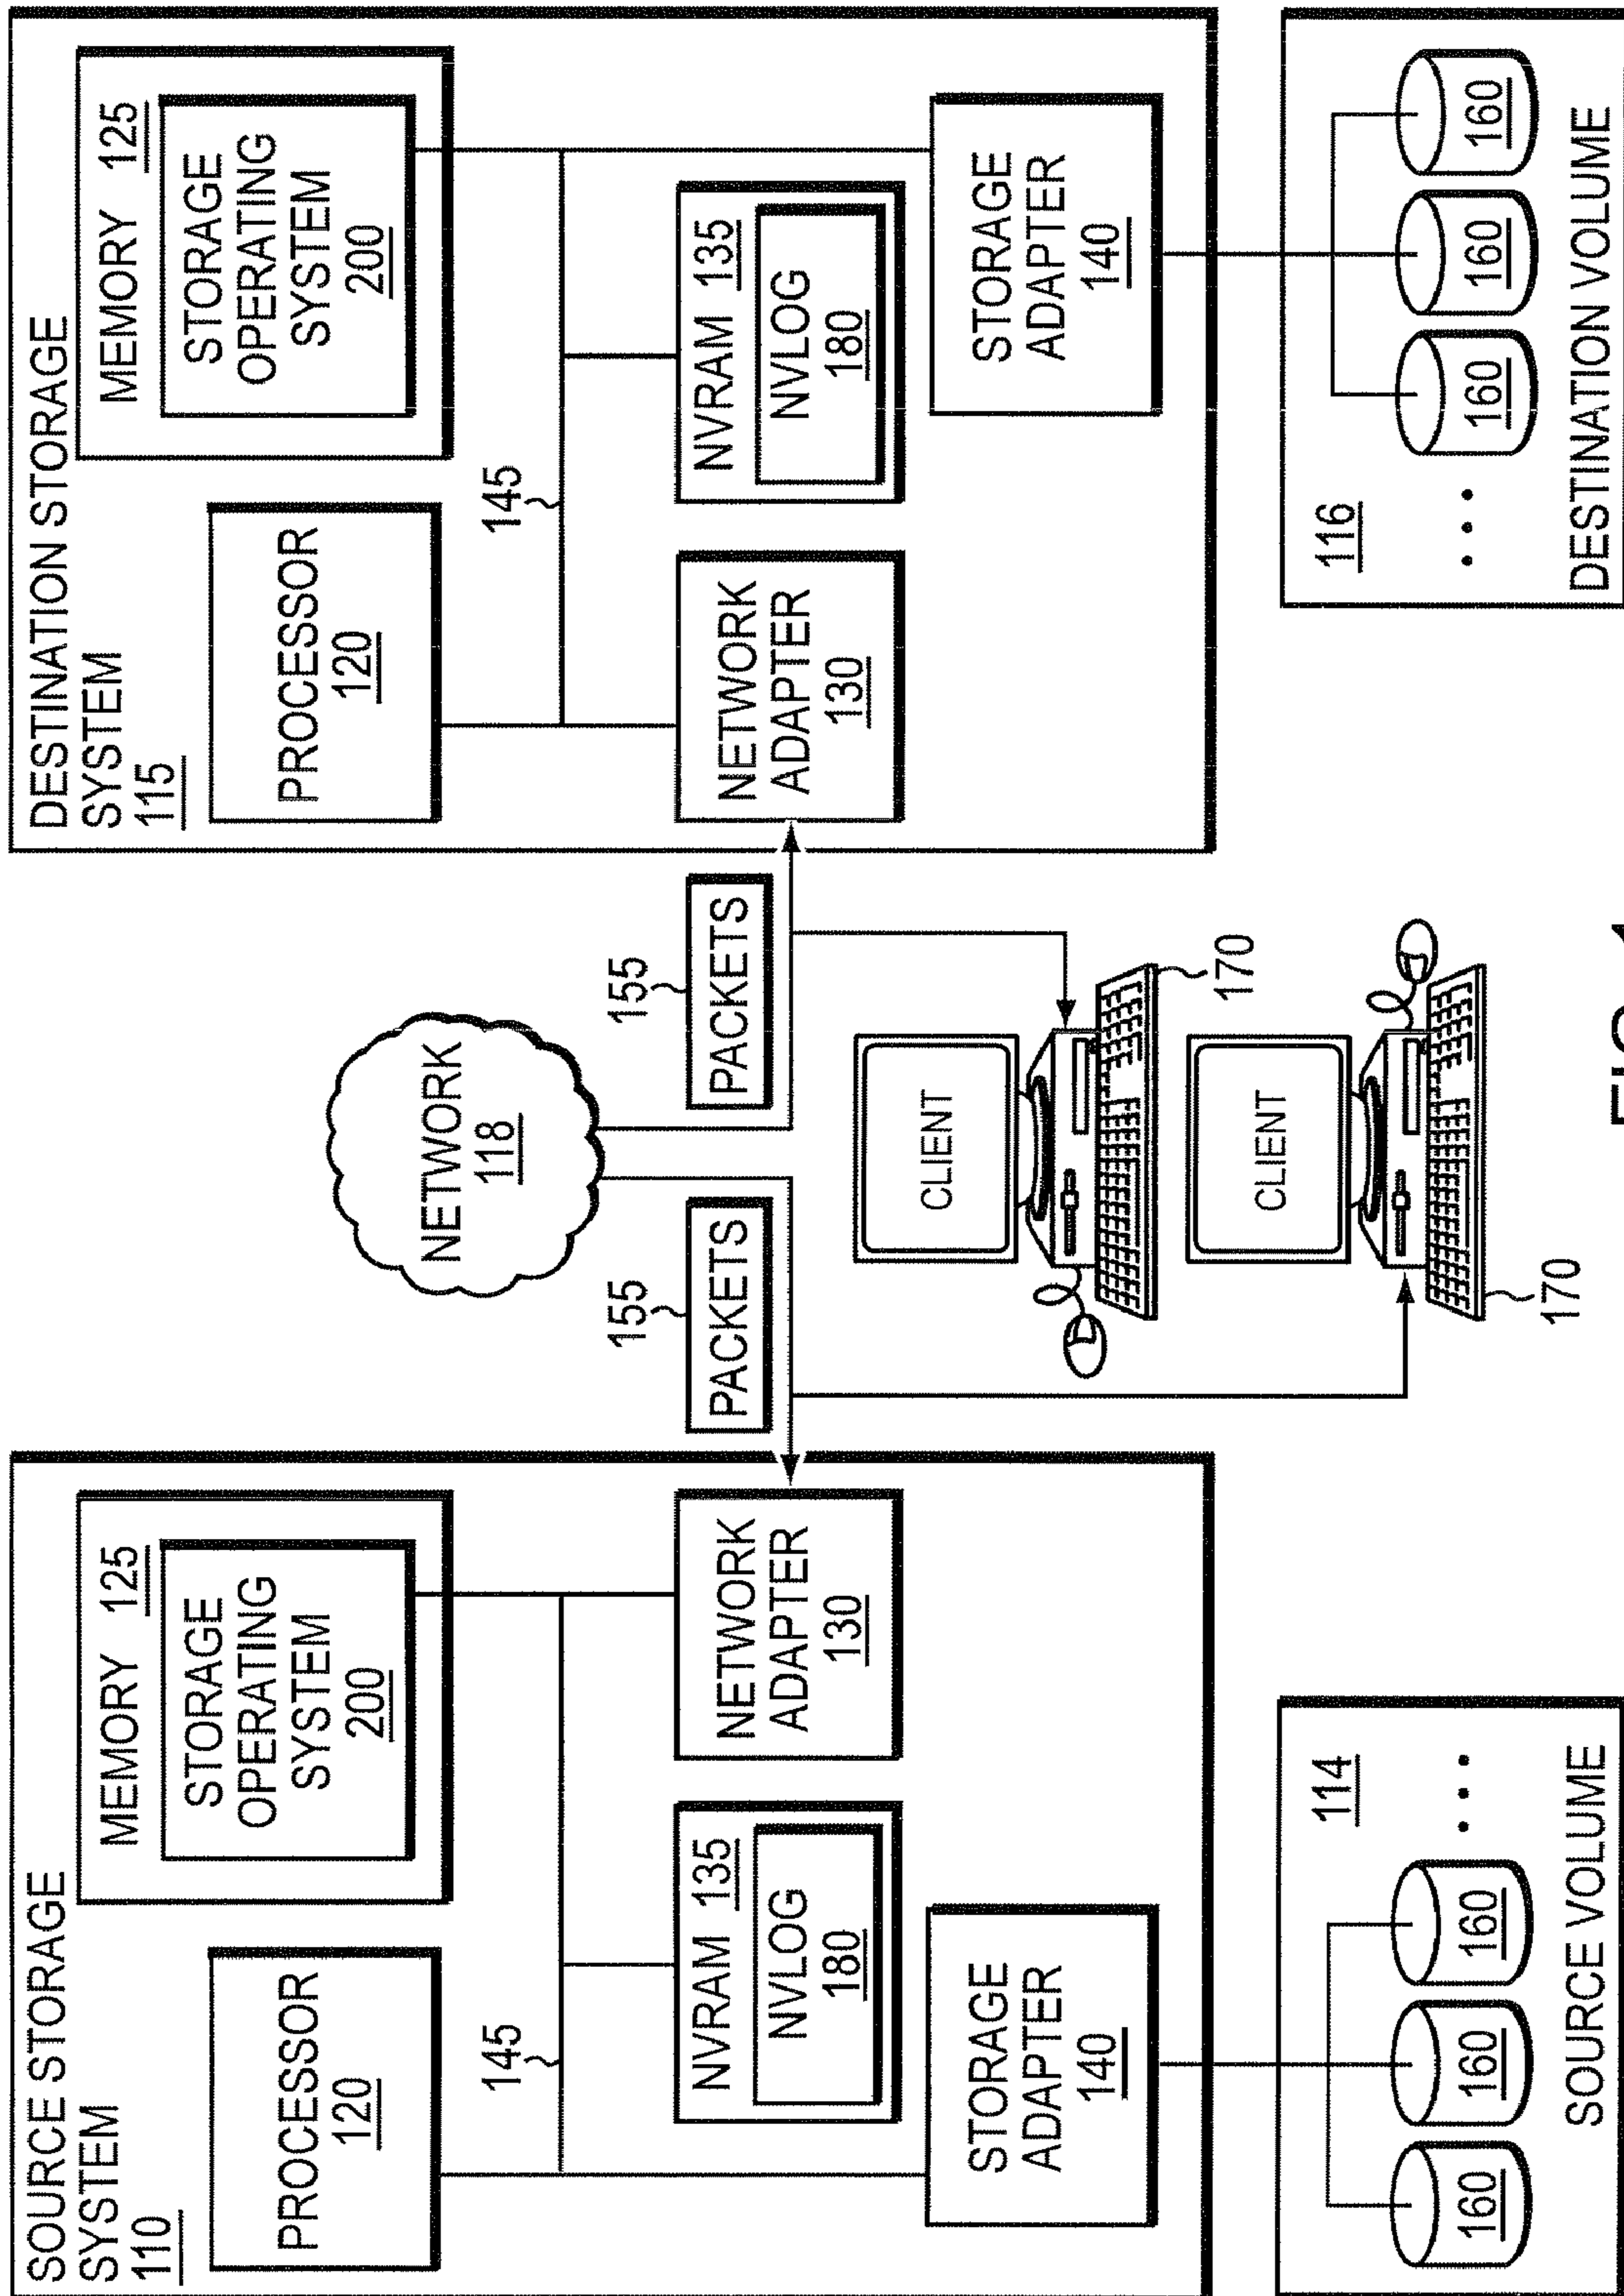 SOURCE STORAGE
SYSTEM
110
PROCESSOR
120
MEMORY 125
STORAGE
OPERATING
SYSTEM
200
145
NVRAM 135
NVLOG
180
NETWORK
ADAPTER
130
STORAGE
ADAPTER
140
160
160
160
114
SOURCE VOLUME
NETWORK
118
155
PACKETS
155
PACKETS
CLIENT
170
CLIENT
170
DESTINATION STORAGE
SYSTEM
115
PROCESSOR
120
MEMORY 125
STORAGE
OPERATING
SYSTEM
200
145
NETWORK
ADAPTER
130
NVRAM 135
NVLOG
180
STORAGE
ADAPTER
140
116
160
160
160
DESTINATION VOLUME